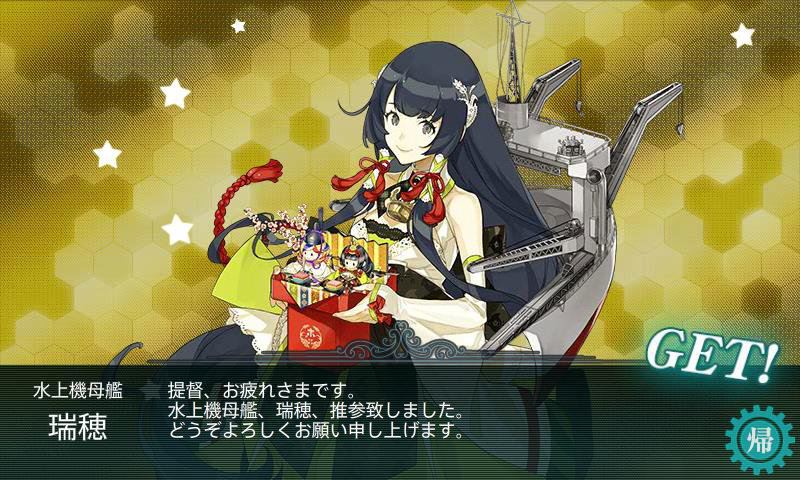 GET!
水上機母艦
瑞穂
提督、お疲れさまです。
水上機母艦、瑞穂、推参致しました。
どうぞよろしくお願い申し上げます。
帰